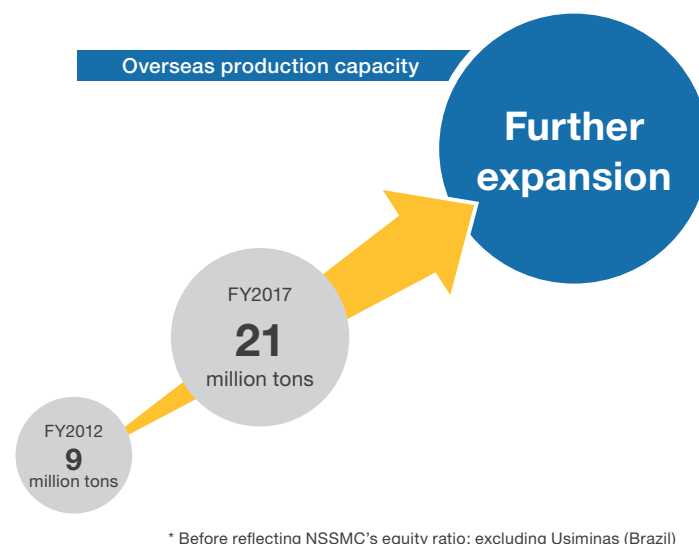 Overseas production capacity
Further
expansion
FY2017
21
million tons
FY2012
9
million tons
* Before reflecting NSSMC's equity ratio; excluding Usiminas (Brazil)